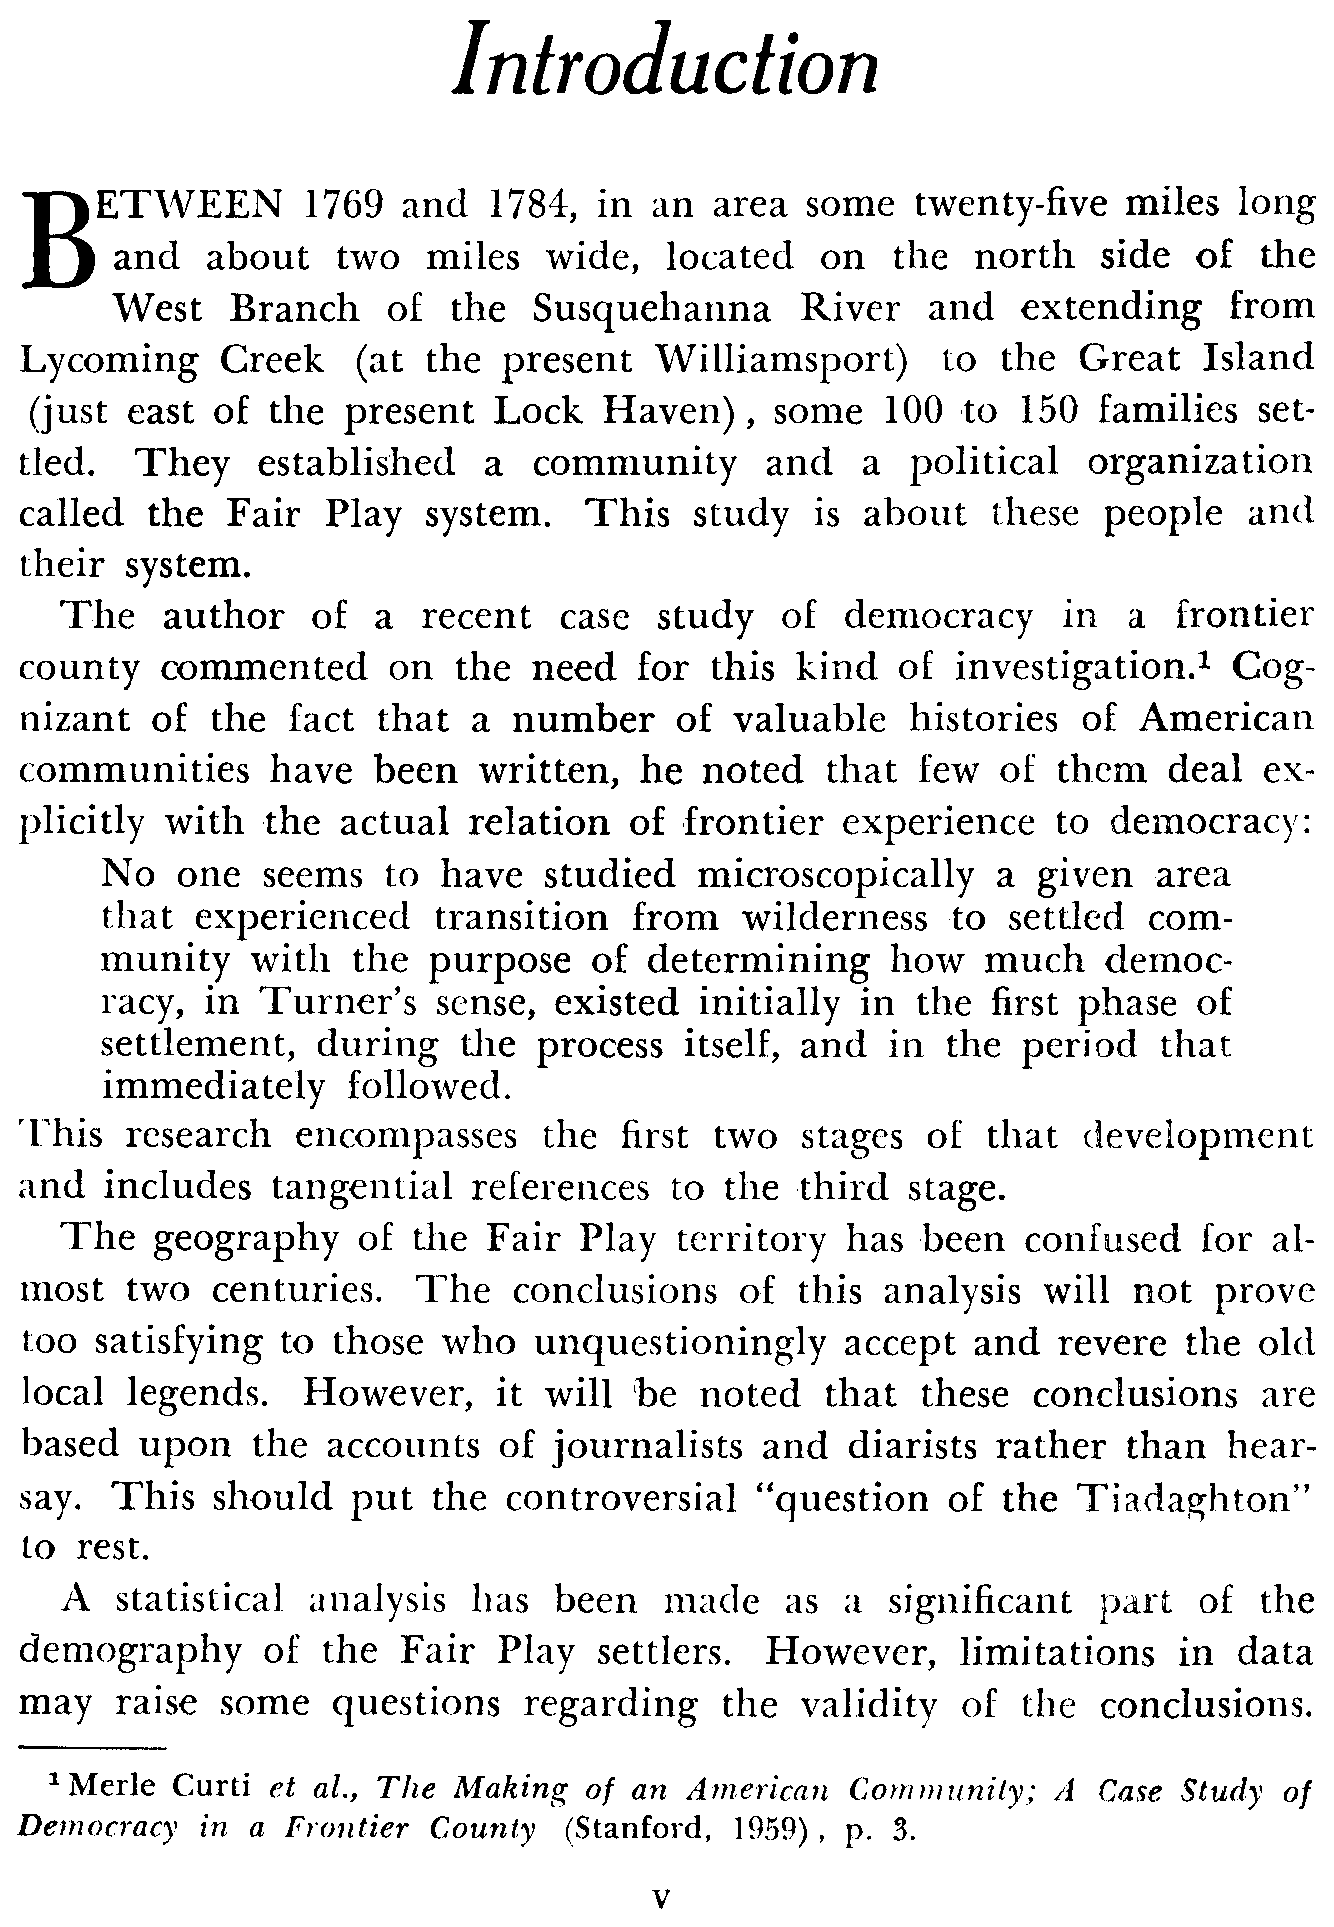 Introduction
BETWEEN 1769 and 1784, in an area some twenty-five miles long
and about two miles wide, located on the north side of the
West Branch of the Susquehanna River and extending from
Lycoming Creek (at the present Williamsport) to the Great Island
(just east of the present Lock Haven), some 100 to 150 families set-
tled. They established a community and a political organization
called the Fair Play system. This study is about these people and
their system.
The author of a recent case study of democracy in a frontier
county commented on the need for this kind of investigation.¹ Cog-
nizant of the fact that a number of valuable histories of American
communities have been written, he noted that few of them deal ex-
plicitly with the actual relation of frontier experience to democracy:
No one seems to have studied microscopically a given area
that experienced transition from wilderness to settled com-
munity with the purpose of determining how much democ-
racy, in Turner's sense, existed initially in the first phase of
settlement, during the process itself, and in the period that
immediately followed.
This research encompasses the first two stages of that development
and includes tangential references to the third stage.
The geography of the Fair Play territory has been confused for al-
most two centuries. The conclusions of this analysis will not prove
too satisfying to those who unquestioningly accept and revere the old
local legends. However, it will be noted that these conclusions are
based upon the accounts of journalists and diarists rather than hear-
say. This should put the controversial "question of the Tiadaghton"
to rest.
A statistical analysis has been made as a significant part of the
demography of the Fair Play settlers. However, limitations in data
may raise some questions regarding the validity of the conclusions.
¹ Merle Curti et al., The Making of an American Community; A Case Study of
Democracy in a Frontier County (Stanford, 1959), p. 3.
v